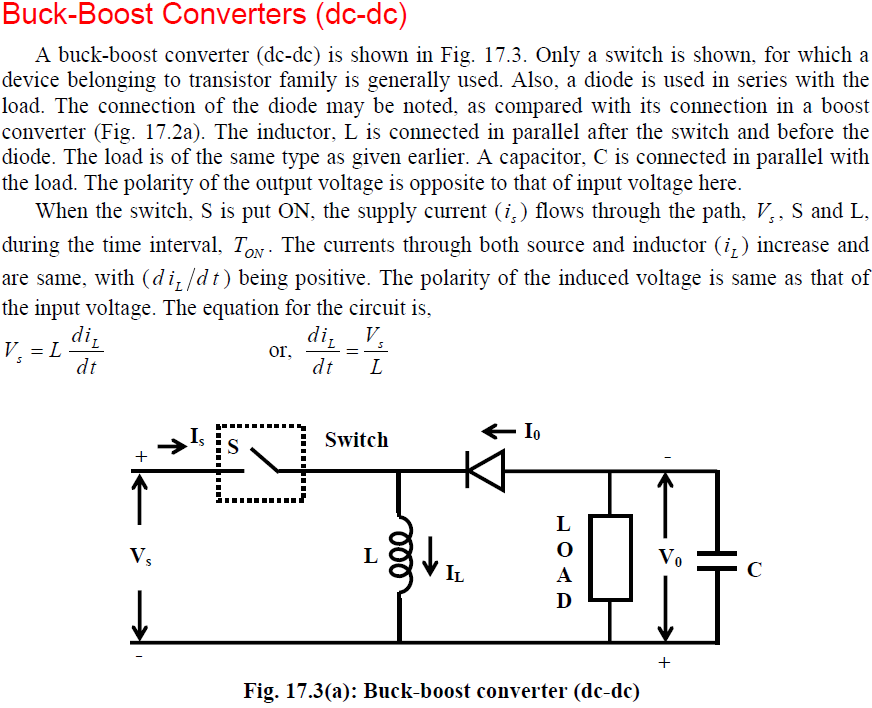 Buck-Boost Converters (dc-dc)
A buck-boost converter (dc-dc) is shown in Fig. 17.3. Only a switch is shown, for which a
device belonging to transistor family is generally used. Also, a diode is used in series with the
load. The connection of the diode may be noted, as compared with its connection in a boost
converter (Fig. 17.2a). The inductor, L is connected in parallel after the switch and before the
diode. The load is of the same type as given earlier. A capacitor, C is connected in parallel with
the load. The polarity of the output voltage is opposite to that of input voltage here.
When the switch, S is put ON, the supply current (i_s) flows through the path, V_s, S and L,
during the time interval, T_ON. The currents through both source and inductor (i_L) increase and
are same, with (d i_L/d t) being positive. The polarity of the induced voltage is same as that of
the input voltage. The equation for the circuit is,
V_s = L di_L/dt or, di_L/dt = V_s/L
I_s
S
Switch
I_0
+
-
L
I_L
V_s
LOAD
V_0
C
-
+
Fig. 17.3(a): Buck-boost converter (dc-dc)